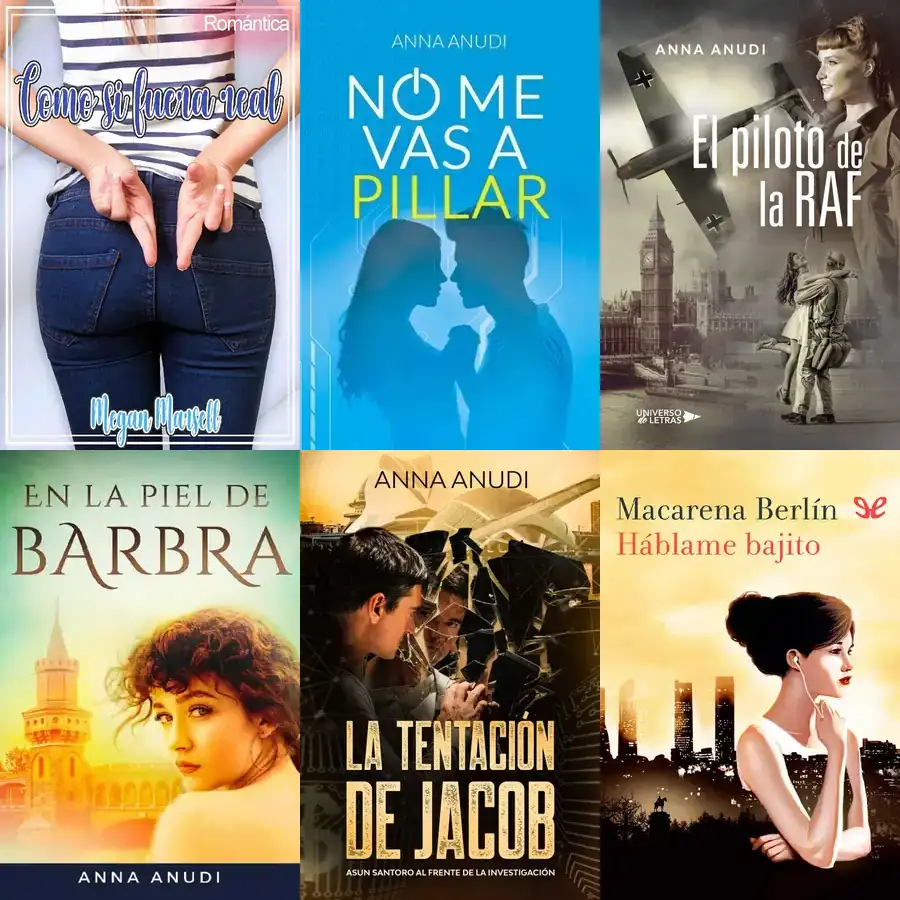 Romántica
Como si fuera real
Megan Marsell
ANNA ANUDI
NO ME
VAS A
PILLAR
ANNA ANUDI
El piloto de
la RAF
UNIVERSO
de LETRAS
EN LA PIEL DE
BARBRA
ANNA ANUDI
ANNA ANUDI
LA TENTACIÓN
DE JACOB
ASUN SANTORO AL FRENTE DE LA INVESTIGACIÓN
Macarena Berlín
Háblame bajito